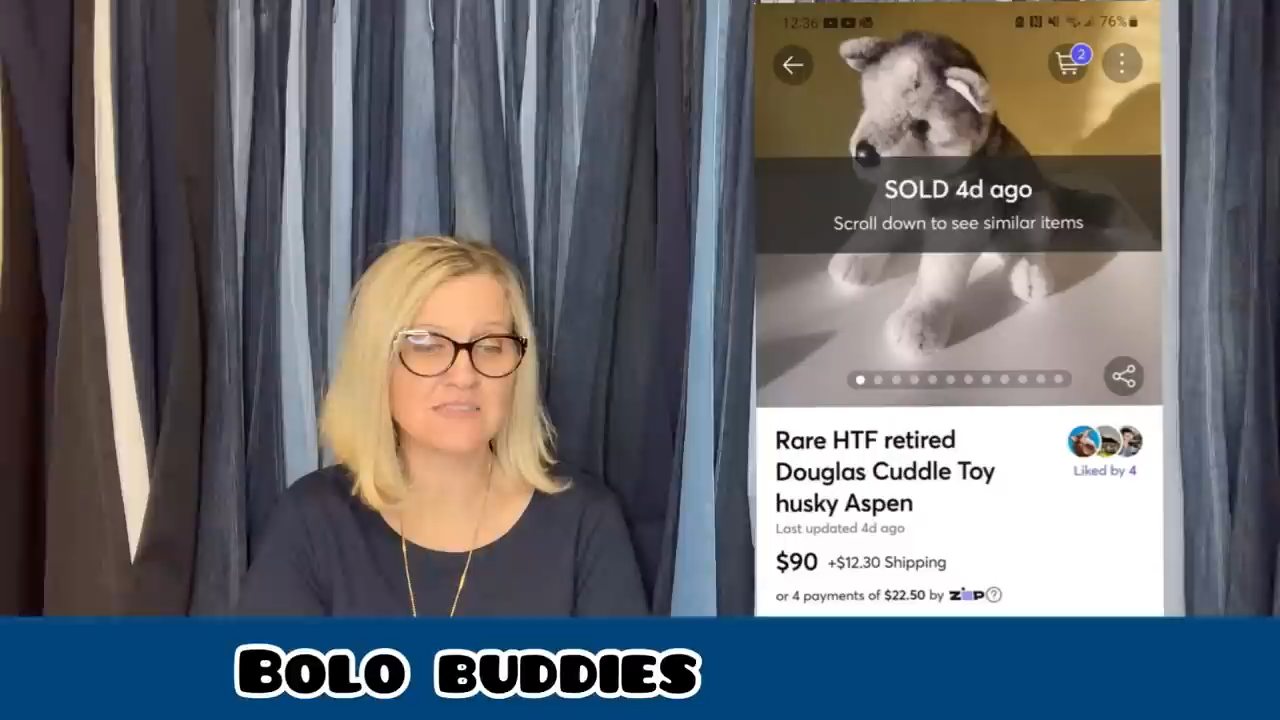 12:36
76%
2
SOLD 4d ago
Scroll down to see similar items
Rare HTF retired
Douglas Cuddle Toy
husky Aspen
Liked by 4
Last updated 4d ago
$90 +$12.30 Shipping
or 4 payments of $22.50 by ZIP ?
BOLO BUDDIES